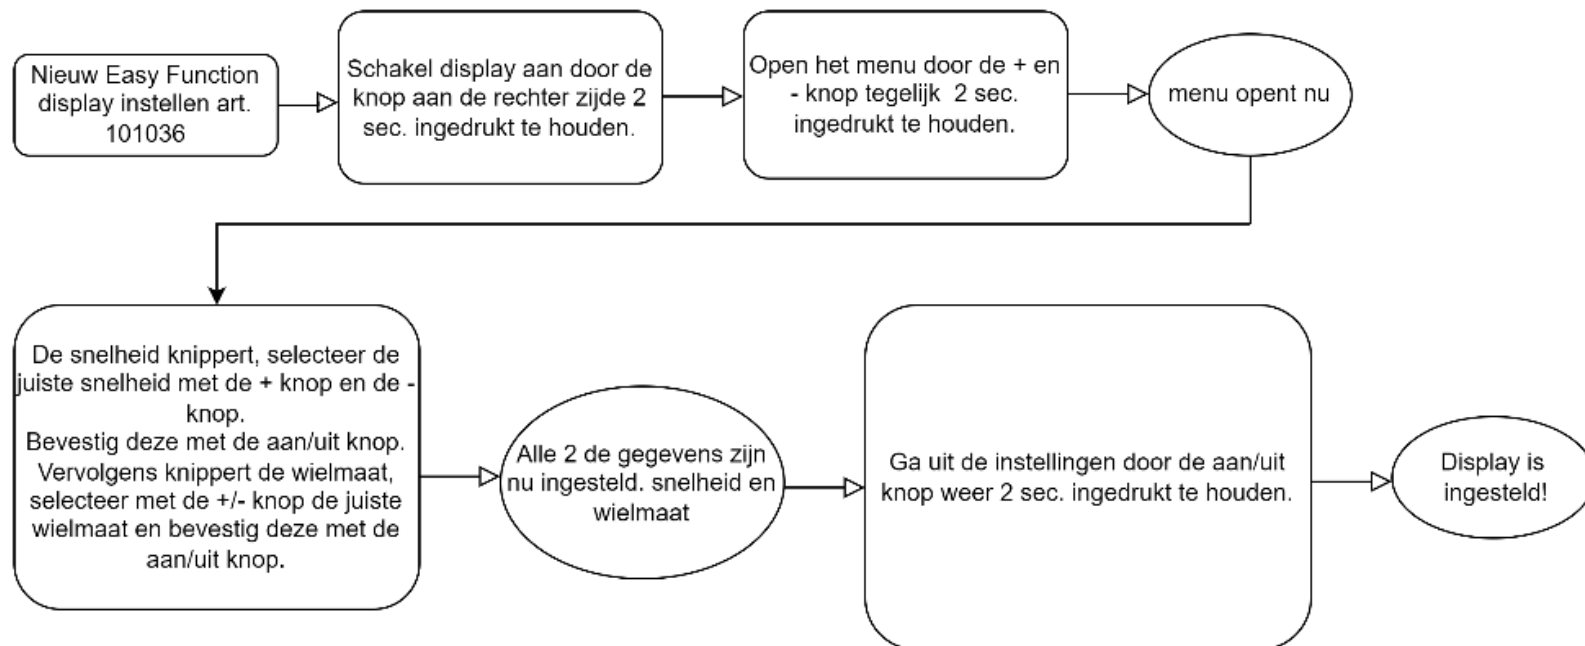 Nieuw Easy Function
display instellen art.
101036
Schakel display aan door de
knop aan de rechter zijde 2
sec. ingedrukt te houden.
Open het menu door de + en
- knop tegelijk  2 sec.
ingedrukt te houden.
menu opent nu
De snelheid knippert, selecteer de
juiste snelheid met de + knop en de -
knop.
Bevestig deze met de aan/uit knop.
Vervolgens knippert de wielmaat,
selecteer met de +/- knop de juiste
wielmaat en bevestig deze met de
aan/uit knop.
Alle 2 de gegevens zijn
nu ingesteld. snelheid en
wielmaat
Ga uit de instellingen door de aan/uit
knop weer 2 sec. ingedrukt te houden.
Display is
ingesteld!